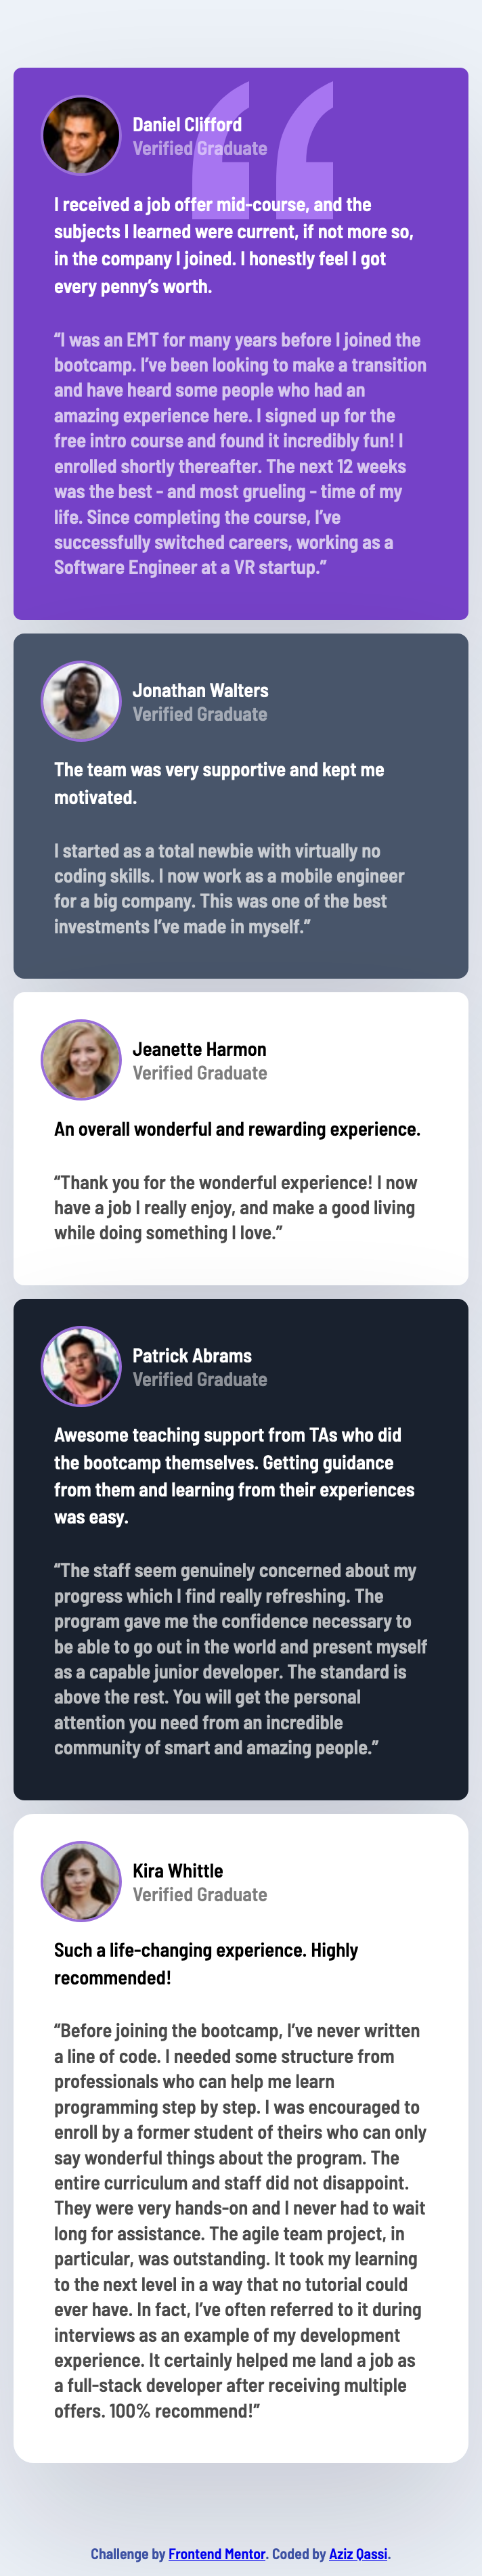 Daniel Clifford
Verified Graduate
I received a job offer mid-course, and the
subjects I learned were current, if not more so,
in the company I joined. I honestly feel I got
every penny’s worth.
“I was an EMT for many years before I joined the
bootcamp. I’ve been looking to make a transition
and have heard some people who had an
amazing experience here. I signed up for the
free intro course and found it incredibly fun! I
enrolled shortly thereafter. The next 12 weeks
was the best - and most grueling - time of my
life. Since completing the course, I’ve
successfully switched careers, working as a
Software Engineer at a VR startup.”
Jonathan Walters
Verified Graduate
The team was very supportive and kept me
motivated.
I started as a total newbie with virtually no
coding skills. I now work as a mobile engineer
for a big company. This was one of the best
investments I’ve made in myself.”
Jeanette Harmon
Verified Graduate
An overall wonderful and rewarding experience.
“Thank you for the wonderful experience! I now
have a job I really enjoy, and make a good living
while doing something I love.”
Patrick Abrams
Verified Graduate
Awesome teaching support from TAs who did
the bootcamp themselves. Getting guidance
from them and learning from their experiences
was easy.
“The staff seem genuinely concerned about my
progress which I find really refreshing. The
program gave me the confidence necessary to
be able to go out in the world and present myself
as a capable junior developer. The standard is
above the rest. You will get the personal
attention you need from an incredible
community of smart and amazing people.”
Kira Whittle
Verified Graduate
Such a life-changing experience. Highly
recommended!
“Before joining the bootcamp, I’ve never written
a line of code. I needed some structure from
professionals who can help me learn
programming step by step. I was encouraged to
enroll by a former student of theirs who can only
say wonderful things about the program. The
entire curriculum and staff did not disappoint.
They were very hands-on and I never had to wait
long for assistance. The agile team project, in
particular, was outstanding. It took my learning
to the next level in a way that no tutorial could
ever have. In fact, I’ve often referred to it during
interviews as an example of my development
experience. It certainly helped me land a job as
a full-stack developer after receiving multiple
offers. 100% recommend!”
Challenge by Frontend Mentor. Coded by Aziz Qassi.